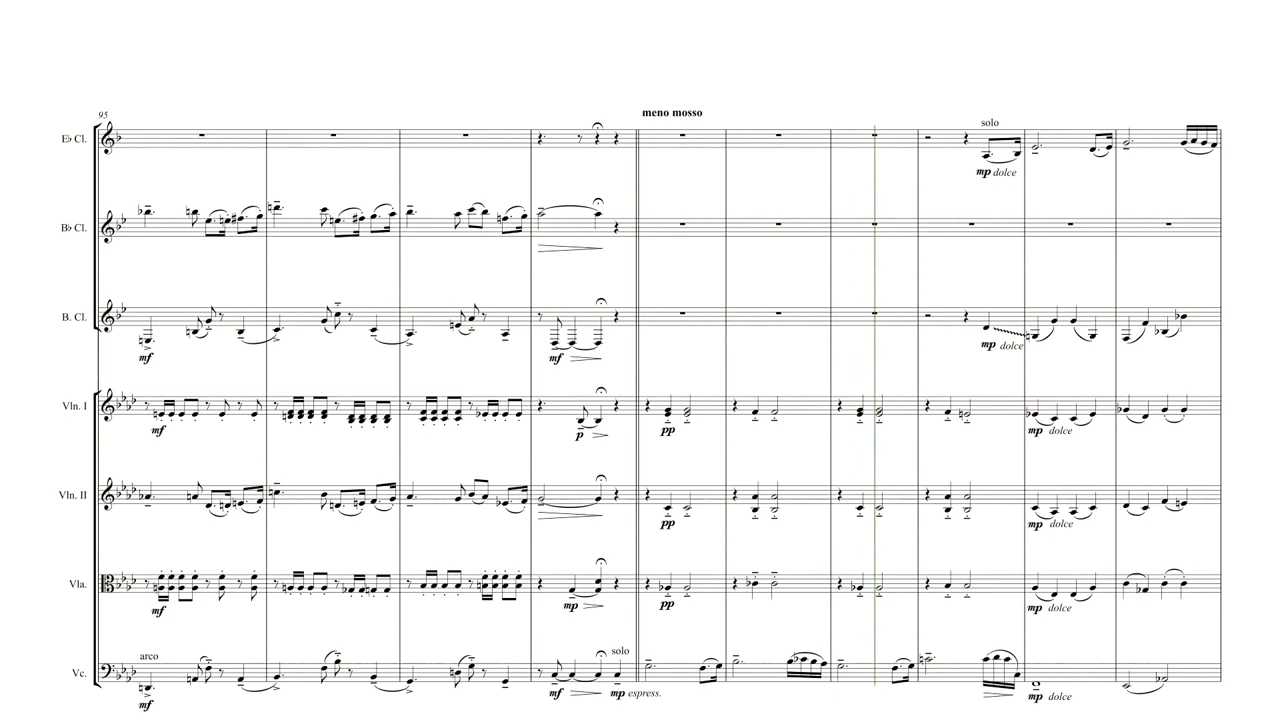 95
meno mosso
E♭ Cl.
solo
mp dolce
B♭ Cl.
B. Cl.
mf
mf
mp dolce
Vln. I
mf
p
pp
mp dolce
Vln. II
pp
mp dolce
Vla.
mf
mp
pp
mp dolce
arco
solo
Vc.
mf
mf
mp espress.
mp dolce